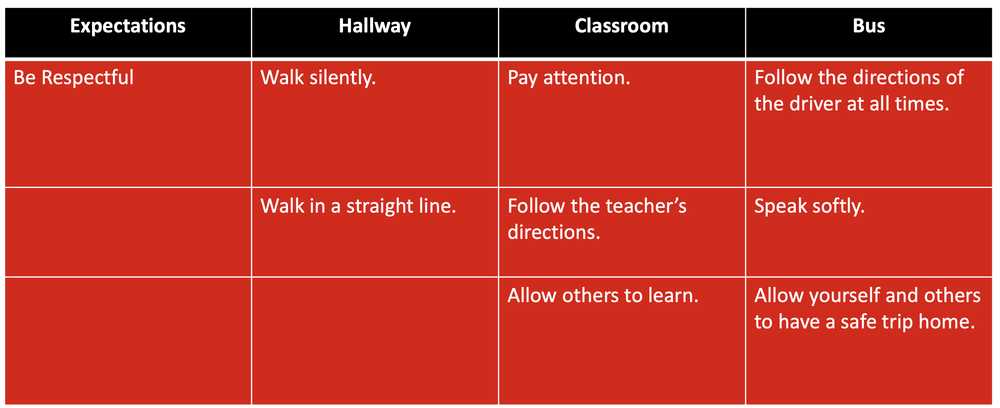 Expectations Hallway Classroom Bus
Be Respectful Walk silently. Pay attention. Follow the directions of
the driver at all times.
Walk in a straight line. Follow the teacher’s Speak softly.
directions.
Allow others to learn. Allow yourself and others
to have a safe trip home.